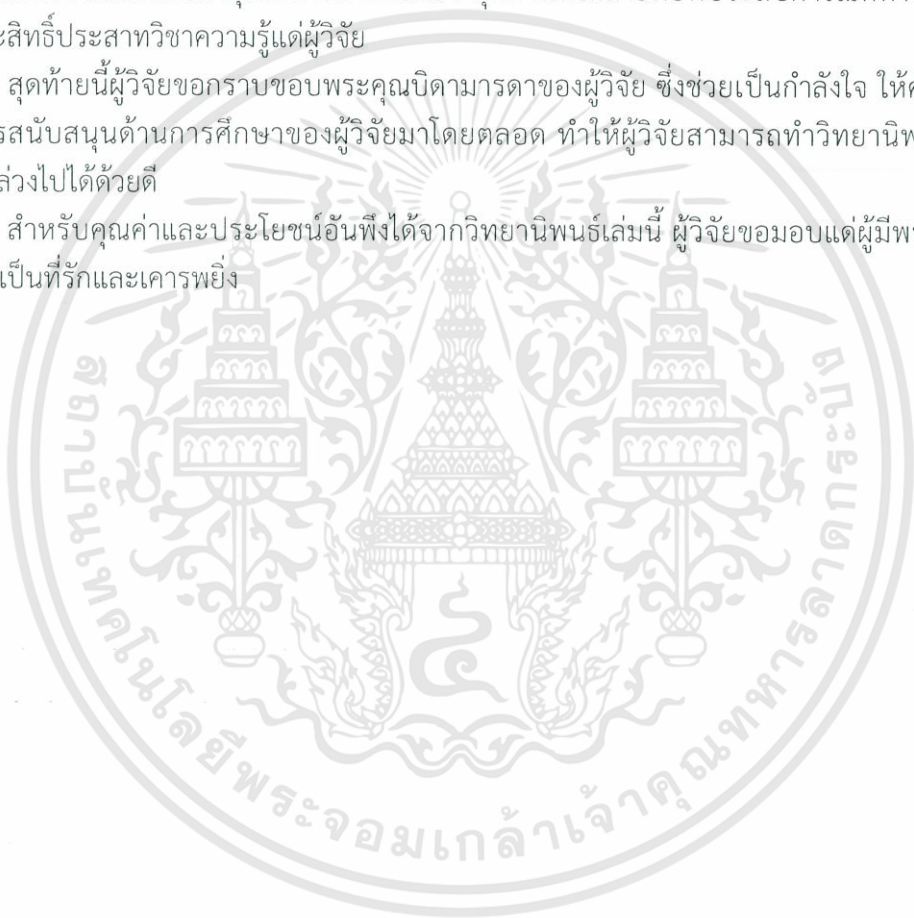 ะสิทธิ์ประสาทวิชาความรู้แด่ผู้วิจัย
สุดท้ายนี้ผู้วิจัยขอกราบขอบพระคุณบิดามารดาของผู้วิจัย ซึ่งช่วยเป็นกำลังใจ ให้
รสนับสนุนด้านการศึกษาของผู้วิจัยมาโดยตลอด ทำให้ผู้วิจัยสามารถทำวิทยานิพ
ล่วงไปได้ด้วยดี
สำหรับคุณค่าและประโยชน์อันพึงได้จากวิทยานิพนธ์เล่มนี้ ผู้วิจัยขอมอบแด่ผู้มีพ
เป็นที่รักและเคารพยิ่ง
สถาบันเทคโนโลยีพระจอมเกล้าเจ้าคุณทหารลาดกระบัง
๔